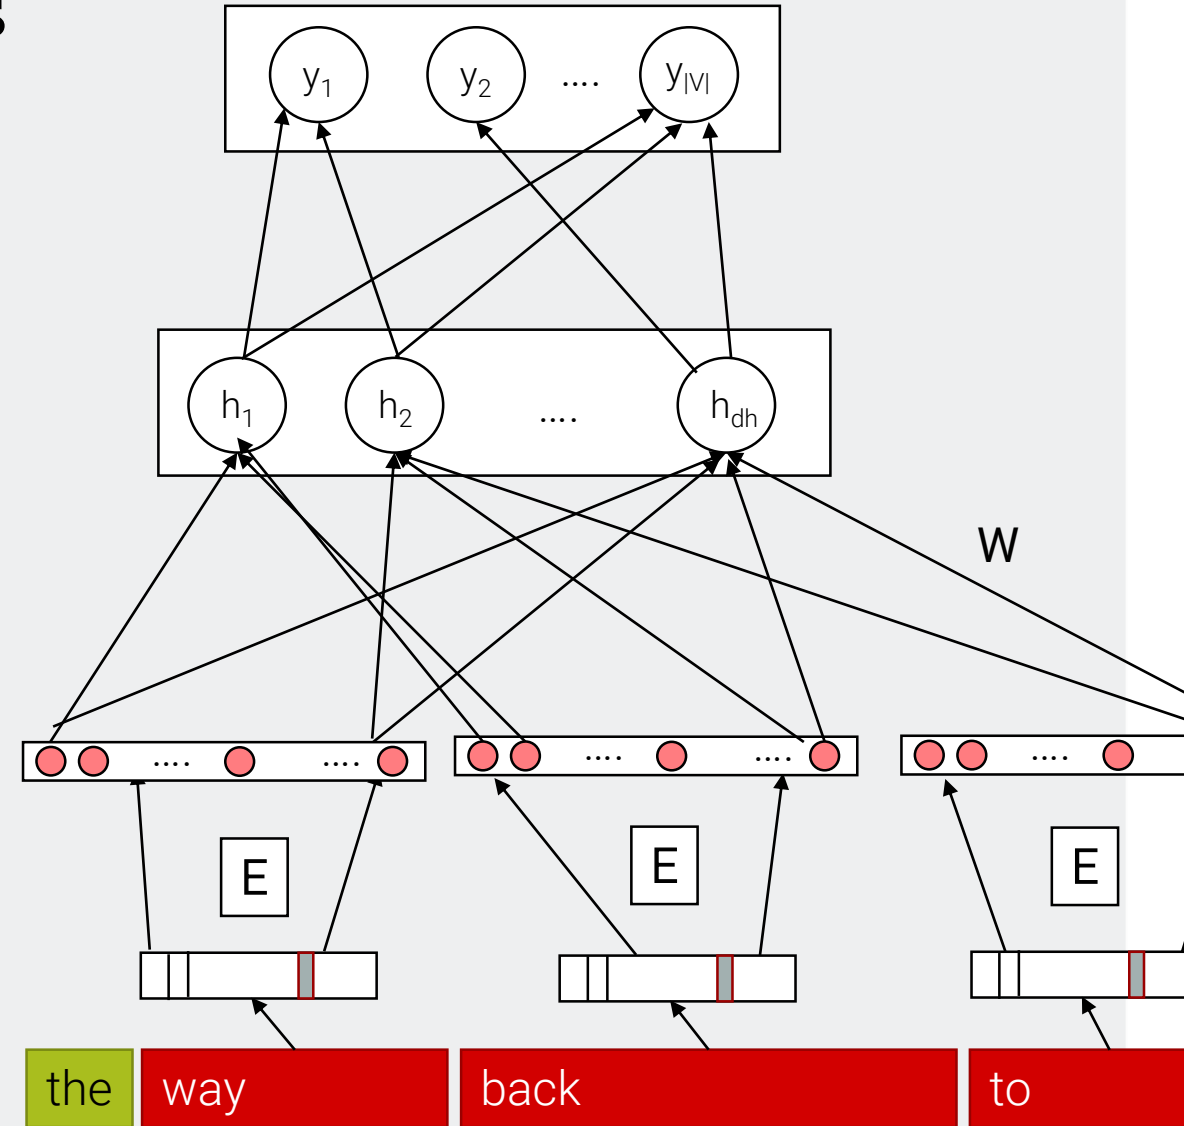 y1 y2 .... y|V|
h1 h2 .... hdh
W
.... .... .... .... ....
E E E
the way back to